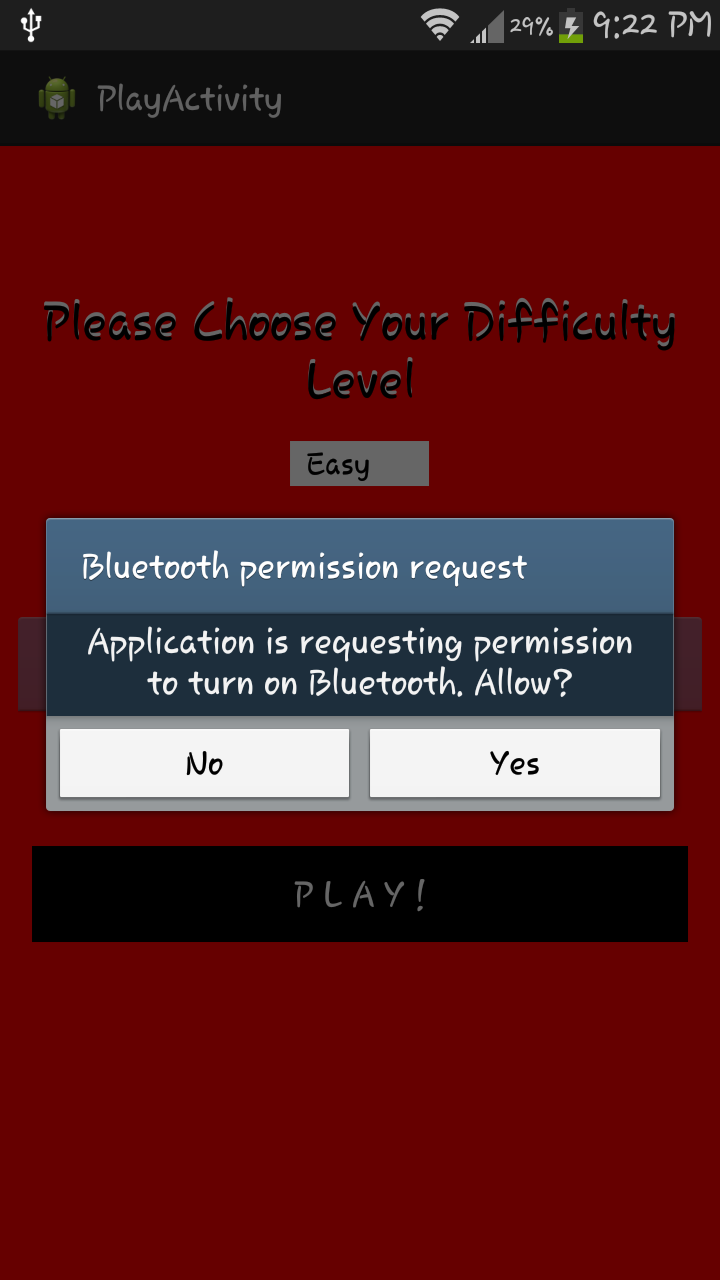 29% 9:22 PM
PlayActivity
Please Choose Your Difficulty
Level
Easy
Bluetooth permission request
Application is requesting permission
to turn on Bluetooth. Allow?
No Yes
PLAY!